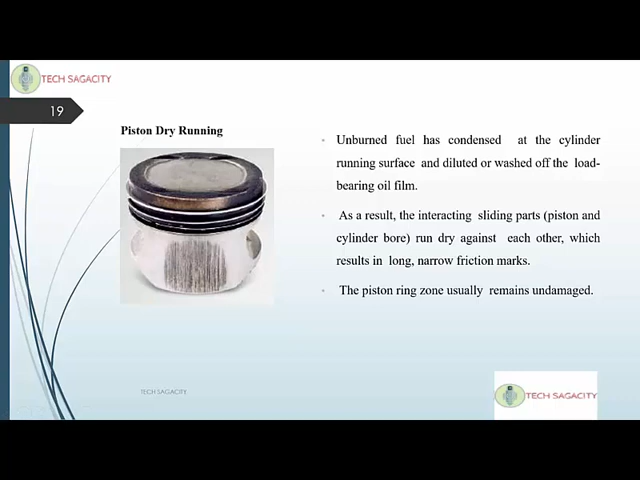 TECH SAGACITY
19
Piston Dry Running
Unburned fuel has condensed at the cylinder
running surface and diluted or washed off the load-
bearing oil film.
As a result, the interacting sliding parts (piston and
cylinder bore) run dry against each other, which
results in long, narrow friction marks.
The piston ring zone usually remains undamaged.
TECH SAGACITY
TECH SAGACITY